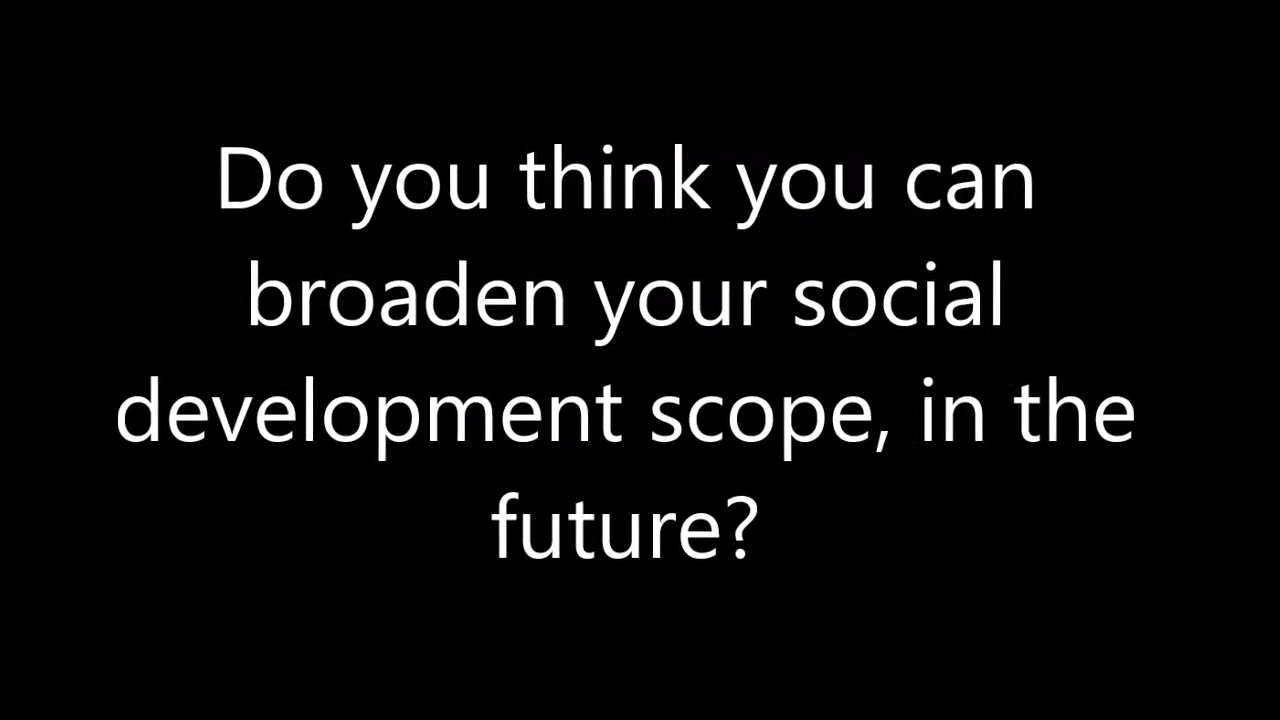 Do you think you can
broaden your social
development scope, in the
future?